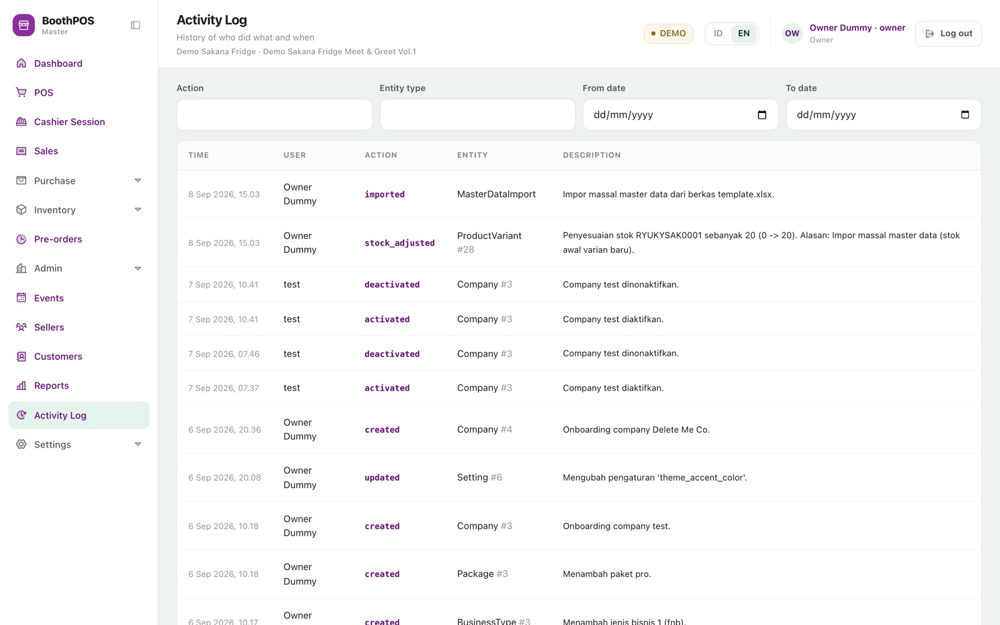 BoothPOS
Master
Dashboard
POS
Cashier Session
Sales
Purchase
Inventory
Pre-orders
Admin
Events
Sellers
Customers
Reports
Activity Log
Settings
Activity Log
History of who did what and when
Demo Sakana Fridge · Demo Sakana Fridge Meet & Greet Vol.1
DEMO
ID EN
OW
Owner Dummy · owner
Owner
Log out
Action Entity type From date To date
dd/mm/yyyy dd/mm/yyyy
TIME USER ACTION ENTITY DESCRIPTION
8 Sep 2026, 15.03 Owner Dummy imported MasterDataImport Impor massal master data dari berkas template.xlsx.
8 Sep 2026, 15.03 Owner Dummy stock_adjusted ProductVariant #28 Penyesuaian stok RYUKYSAK0001 sebanyak 20 (0 -> 20). Alasan: Impor massal master data (stok
awal varian baru).
7 Sep 2026, 10.41 test deactivated Company #3 Company test dinonaktifkan.
7 Sep 2026, 10.41 test activated Company #3 Company test diaktifkan.
7 Sep 2026, 07.46 test deactivated Company #3 Company test dinonaktifkan.
7 Sep 2026, 07.37 test activated Company #3 Company test diaktifkan.
6 Sep 2026, 20.36 Owner Dummy created Company #4 Onboarding company Delete Me Co.
6 Sep 2026, 20.08 Owner Dummy updated Setting #6 Mengubah pengaturan 'theme_accent_color'.
6 Sep 2026, 10.18 Owner Dummy created Company #3 Onboarding company test.
6 Sep 2026, 10.18 Owner Dummy created Package #3 Menambah paket pro.
6 Sep 2026, 10.17 Owner created BusinessType #3 Menambah jenis bisnis 1 (fnb).